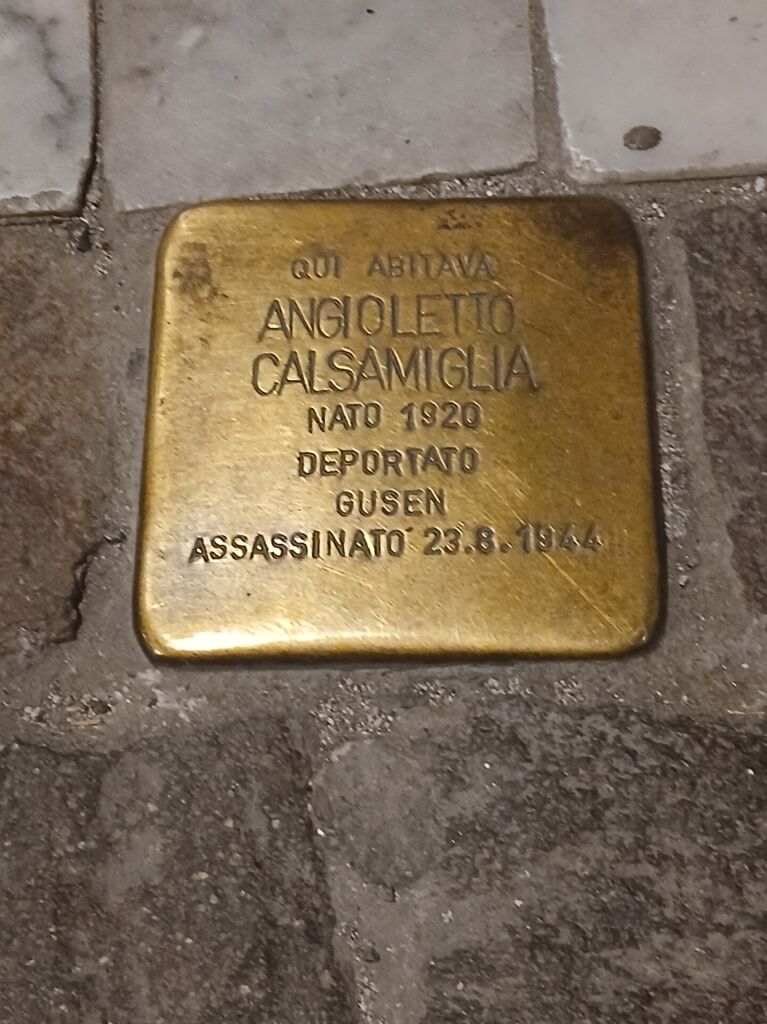 QUI ABITAVA
ANGIOLETTO
CALSAMIGLIA
NATO 1920
DEPORTATO
GUSEN
ASSASSINATO 23.8.1944